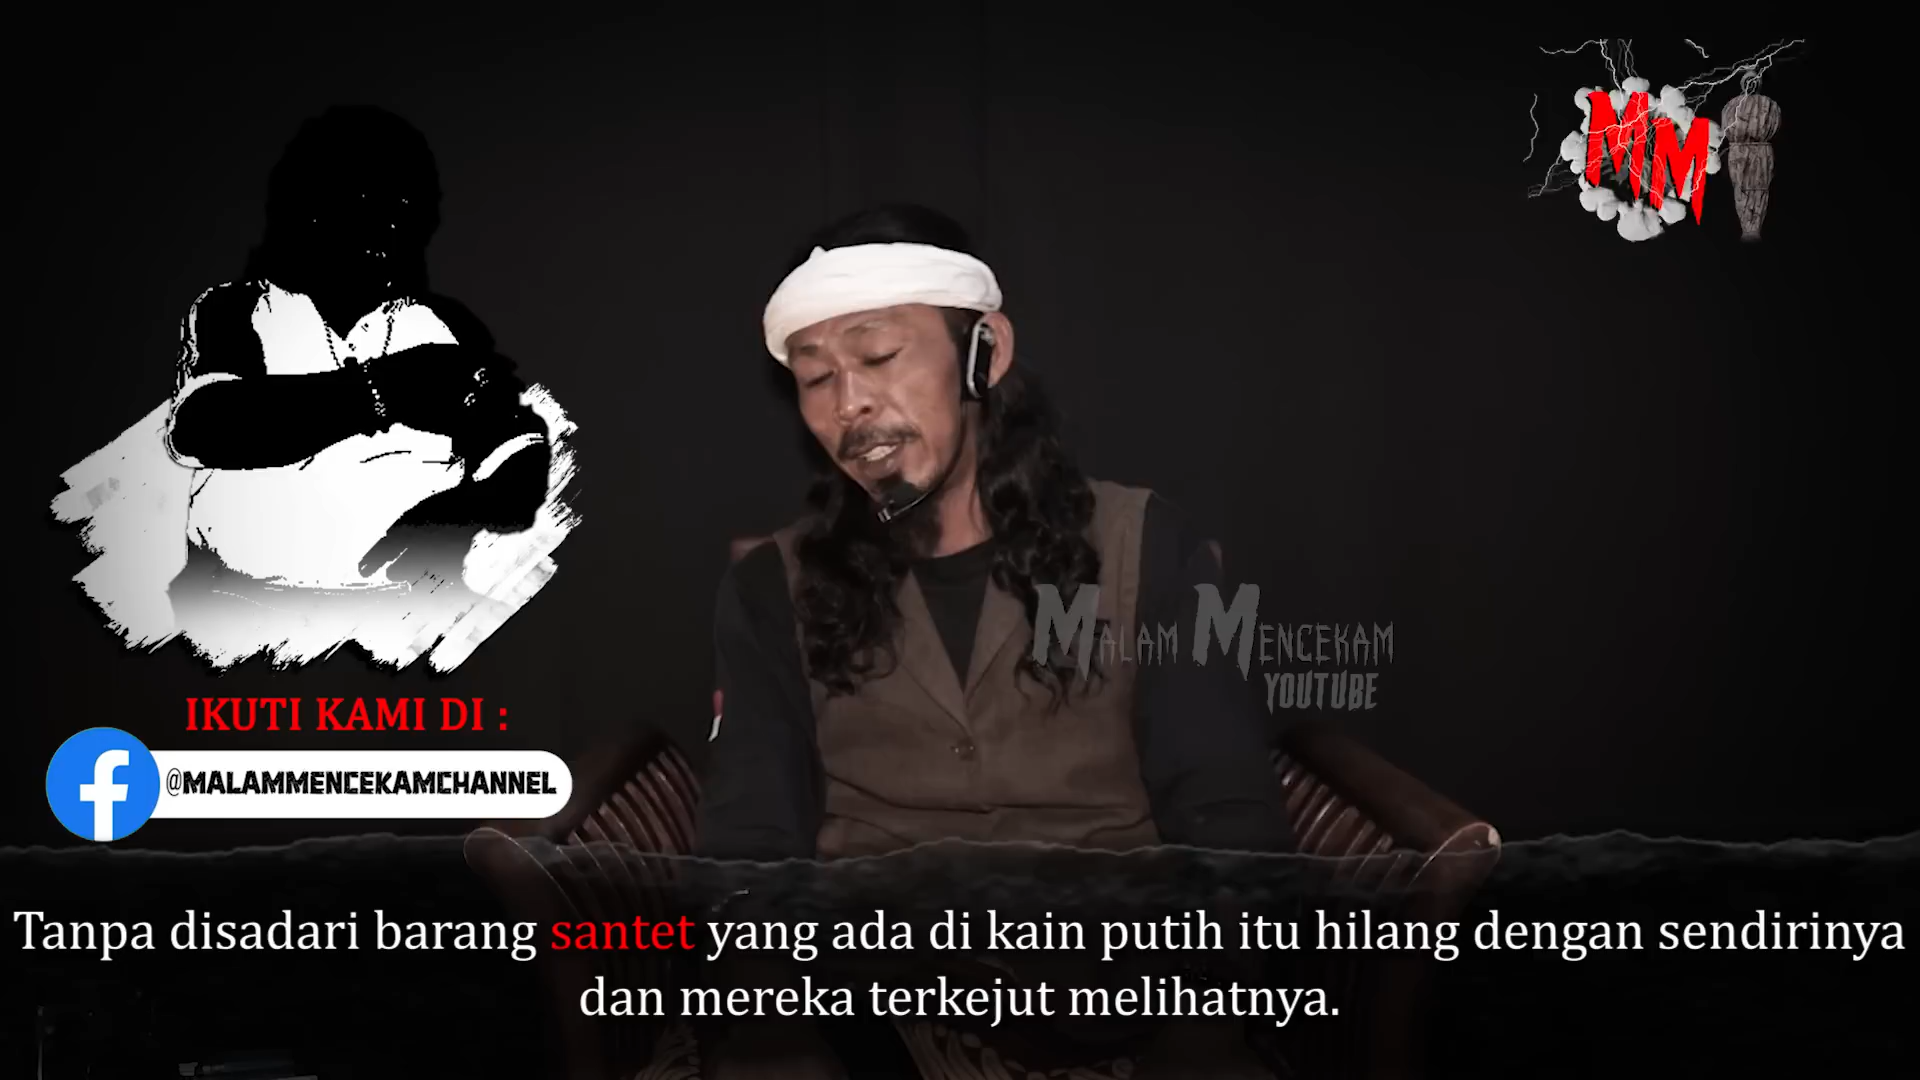 MM
MALAM MENCEKAM
YOUTUBE
IKUTI KAMI DI :
f @MALAMMENCEKAMCHANNEL
Tanpa disadari barang santet yang ada di kain putih itu hilang dengan sendirinya
dan mereka terkejut melihatnya.